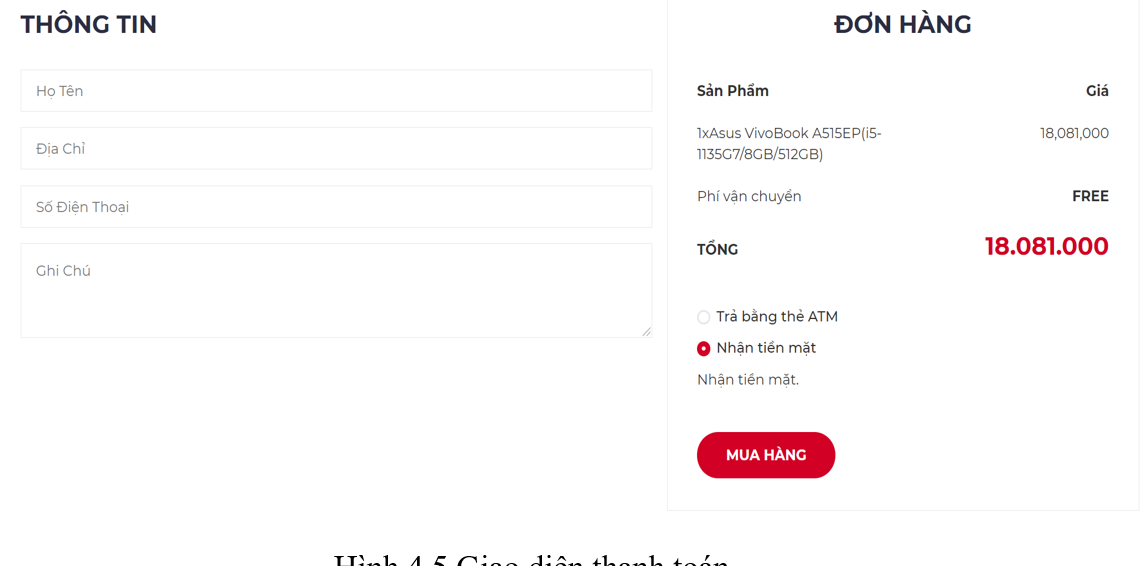 THÔNG TIN
Họ Tên
Địa Chỉ
Số Điện Thoại
Ghi Chú
ĐƠN HÀNG
Sản Phẩm Giá
1xAsus VivoBook A515EP(i5- 18,081,000
1135G7/8GB/512GB)
Phí vận chuyển FREE
TỔNG 18.081.000
Trả bằng thẻ ATM
Nhận tiền mặt
Nhận tiền mặt.
MUA HÀNG
Hình 4.5 Giao diện thanh toán